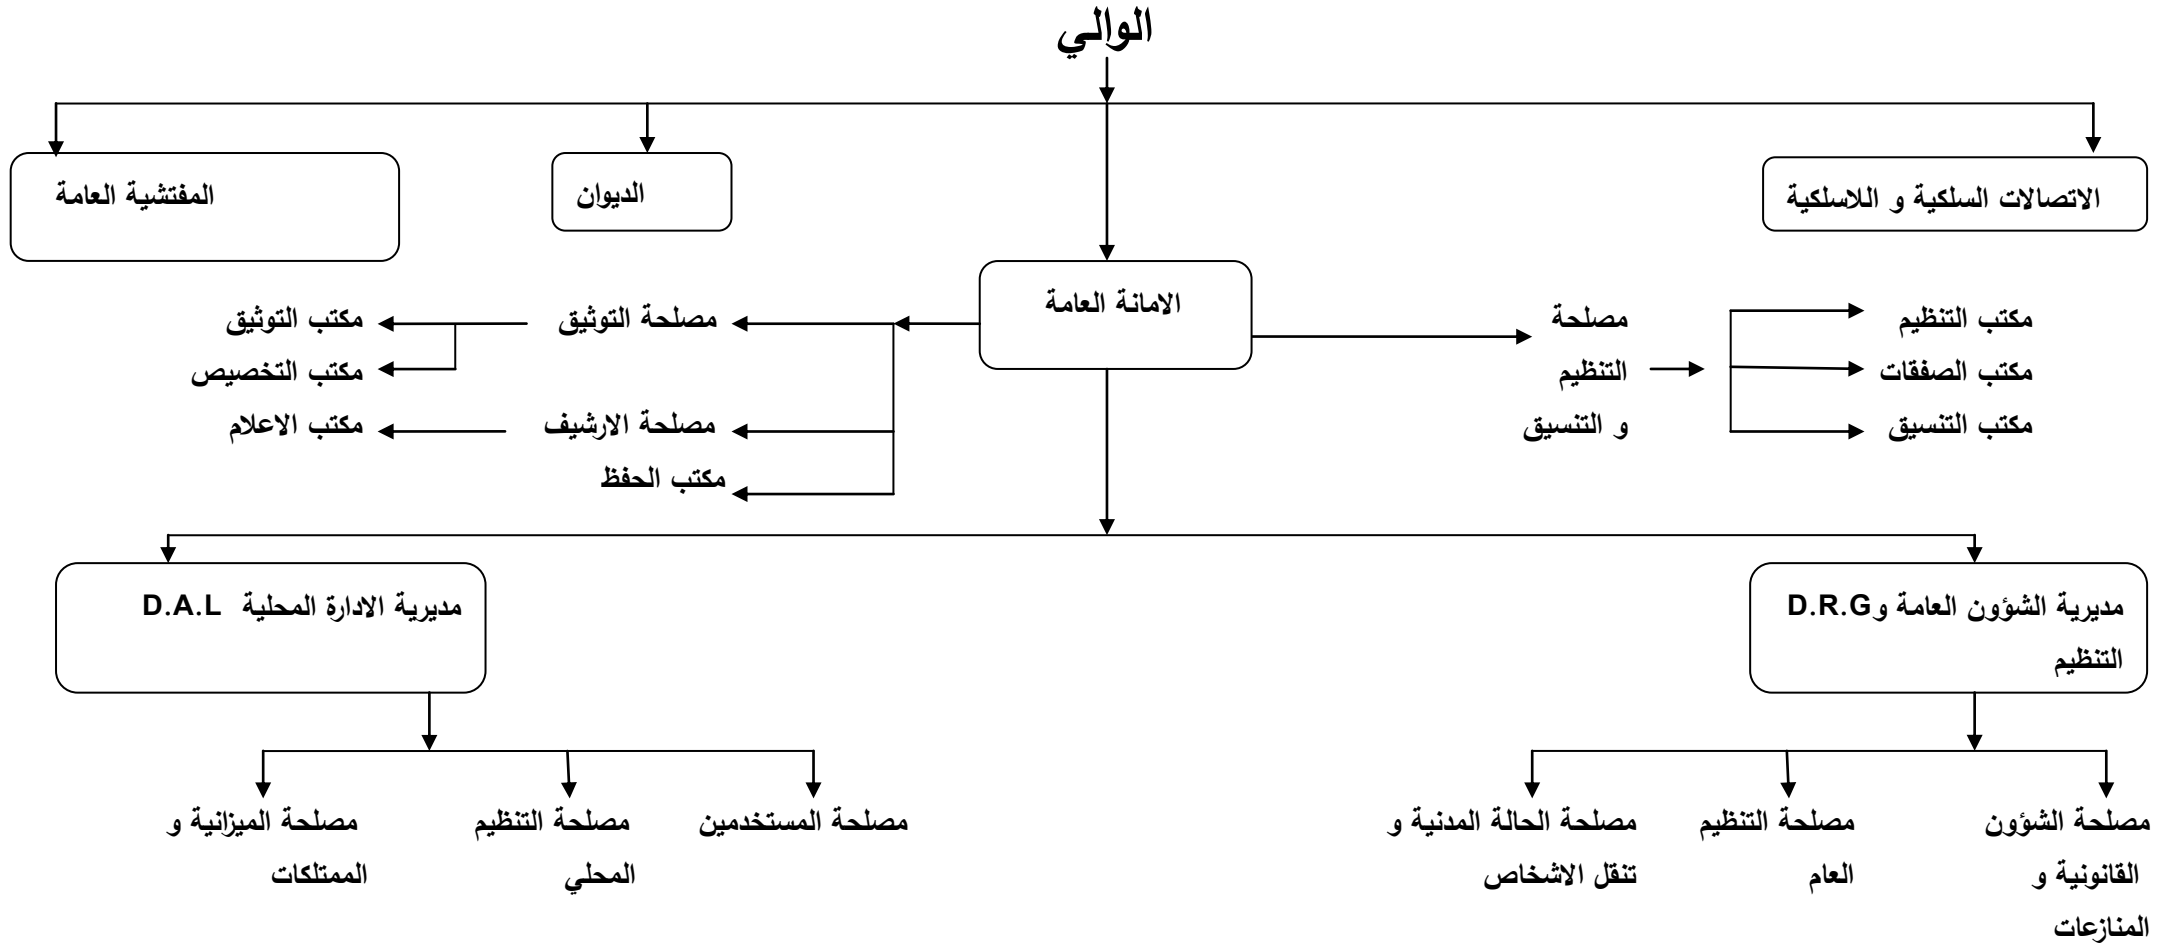 الوالي
الاتصالات السلكية و اللاسلكية
الديوان
المفتشية العامة
الامانة العامة
مصلحة
التنظيم
و التنسيق
مكتب التنظيم
مكتب الصفقات
مكتب التنسيق
مصلحة التوثيق
مكتب التوثيق
مكتب التخصيص
مصلحة الارشيف
مكتب الاعلام
مكتب الحفظ
مديرية الشؤون العامة و D.R.G
التنظيم
مديرية الادارة المحلية D.A.L
مصلحة الشؤون
القانونية و
المنازعات
مصلحة التنظيم
العام
مصلحة الحالة المدنية و
تنقل الاشخاص
مصلحة المستخدمين
مصلحة التنظيم
المحلي
مصلحة الميزانية و
الممتلكات